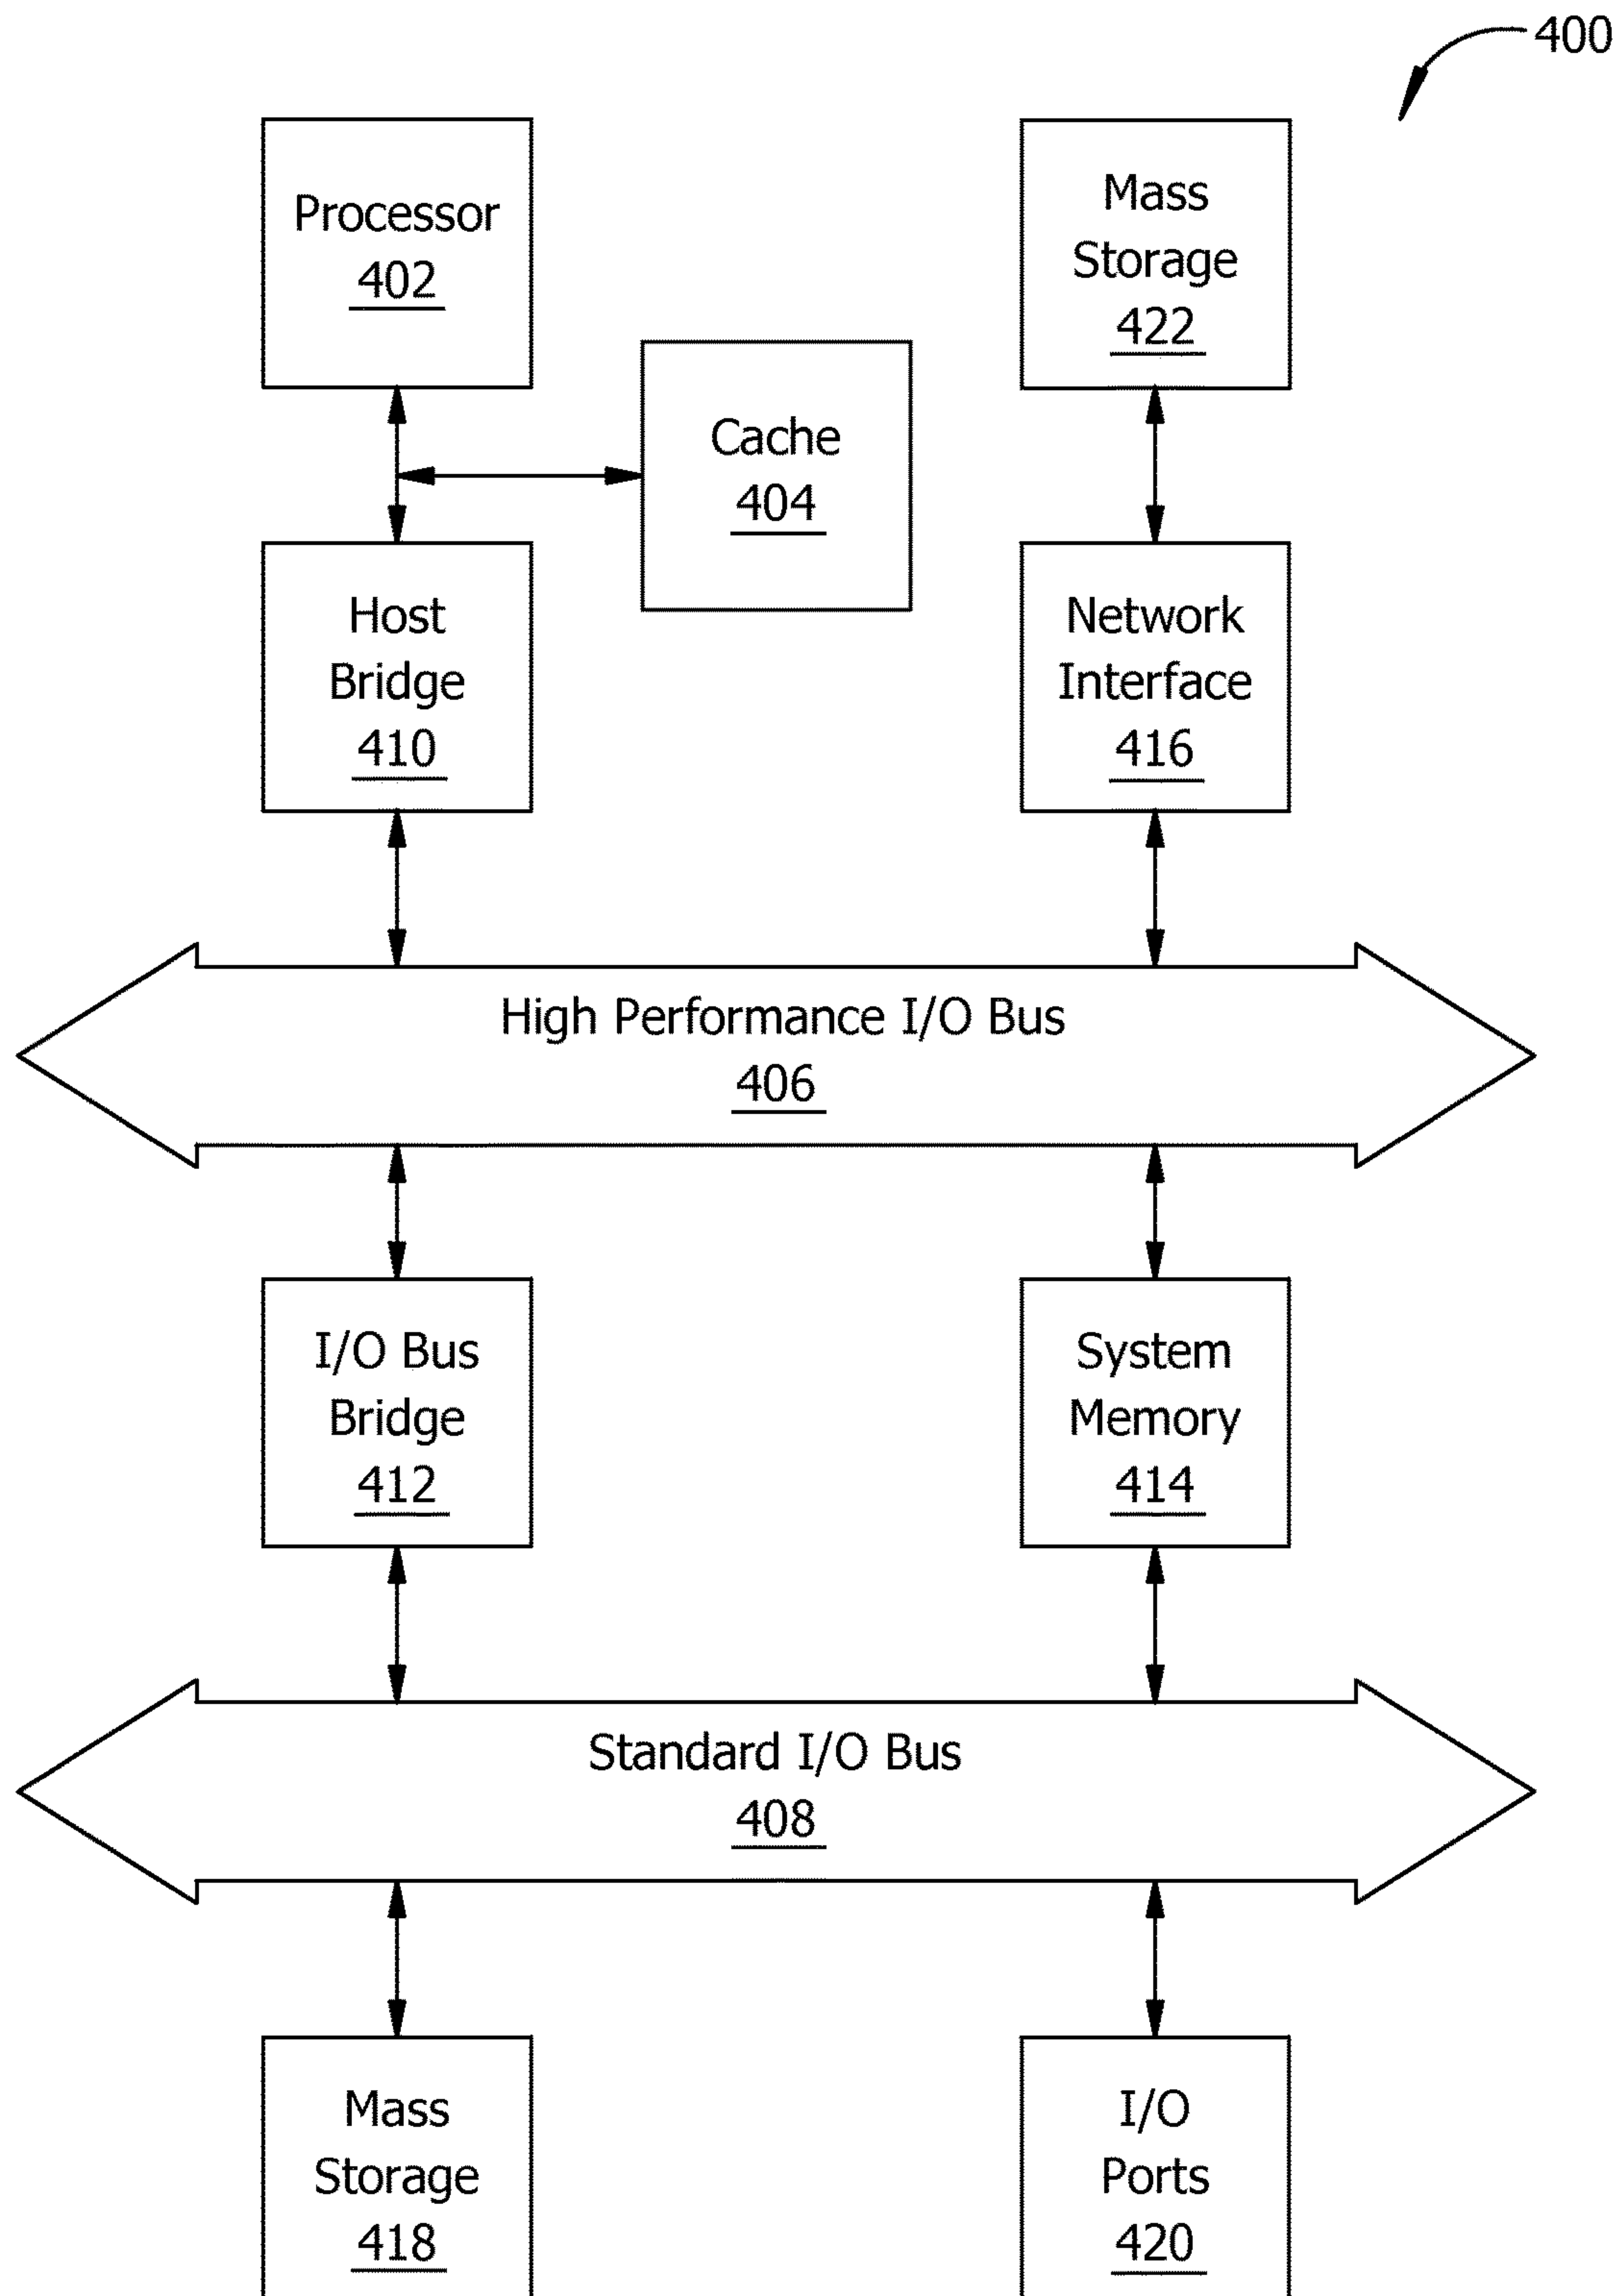 400
Processor
402
Mass
Storage
422
Cache
404
Host
Bridge
410
Network
Interface
416
High Performance I/O Bus
406
I/O Bus
Bridge
412
System
Memory
414
Standard I/O Bus
408
Mass
Storage
418
I/O
Ports
420